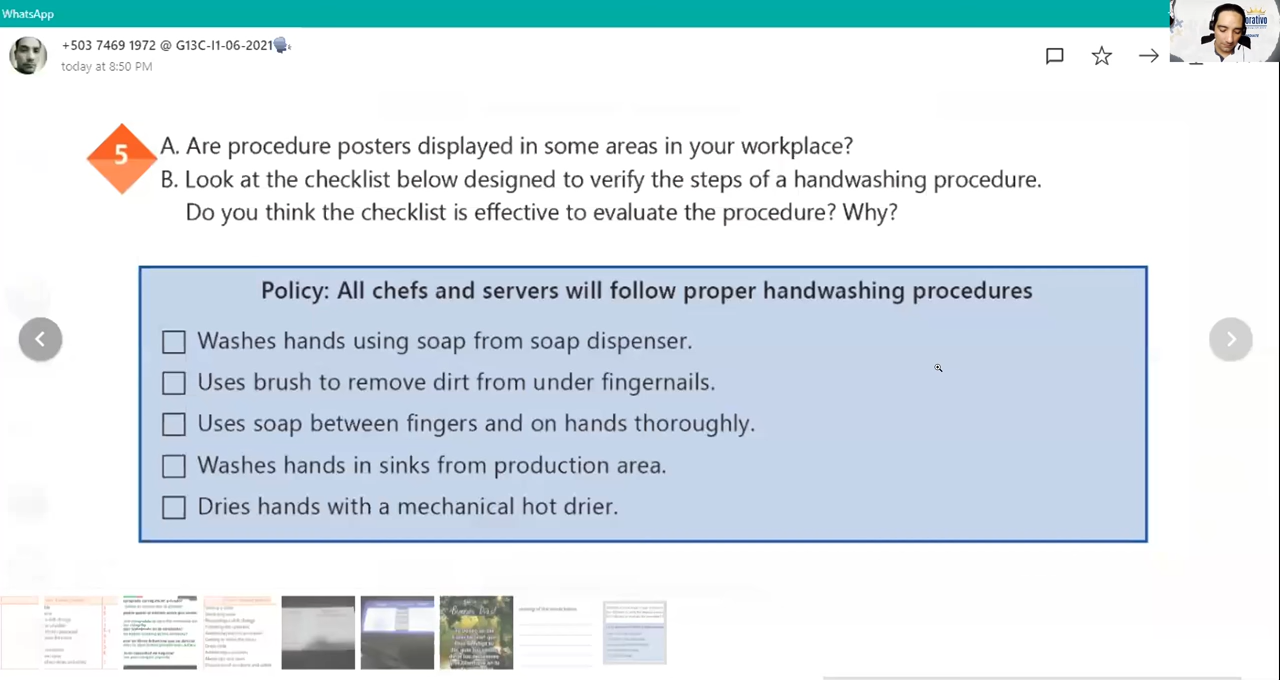 WhatsApp
+503 7469 1972 @ G13C-I1-06-2021
today at 8:50 PM
orativo
5
A. Are procedure posters displayed in some areas in your workplace?
B. Look at the checklist below designed to verify the steps of a handwashing procedure.
Do you think the checklist is effective to evaluate the procedure? Why?
Policy: All chefs and servers will follow proper handwashing procedures
Washes hands using soap from soap dispenser.
Uses brush to remove dirt from under fingernails.
Uses soap between fingers and on hands thoroughly.
Washes hands in sinks from production area.
Dries hands with a mechanical hot drier.